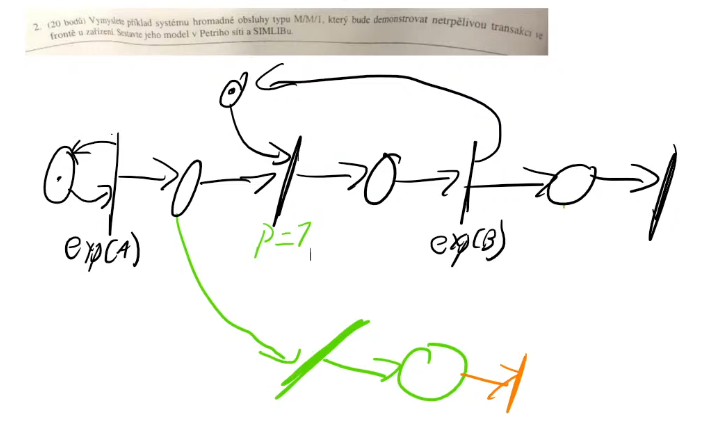 2. (20 bodů) Vymyslete příklad systému hromadné obsluhy typu M/M/1, který bude demonstrovat netrpělivou transakci ve
frontě u zařízení. Sestavte jeho model v Petriho síti a SIMLIBu.
exp(A)
p=1
exp(B)